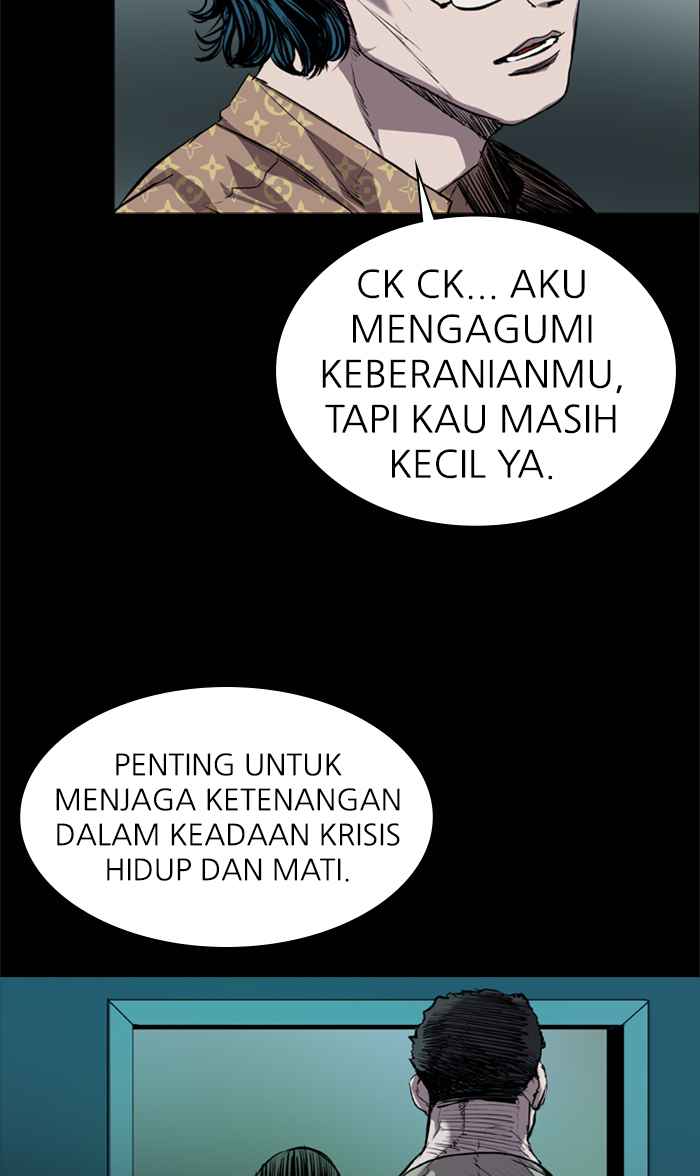 CK CK... AKU
MENGAGUMI
KEBERANIANMU,
TAPI KAU MASIH
KECIL YA.
PENTING UNTUK
MENJAGA KETENANGAN
DALAM KEADAAN KRISIS
HIDUP DAN MATI.